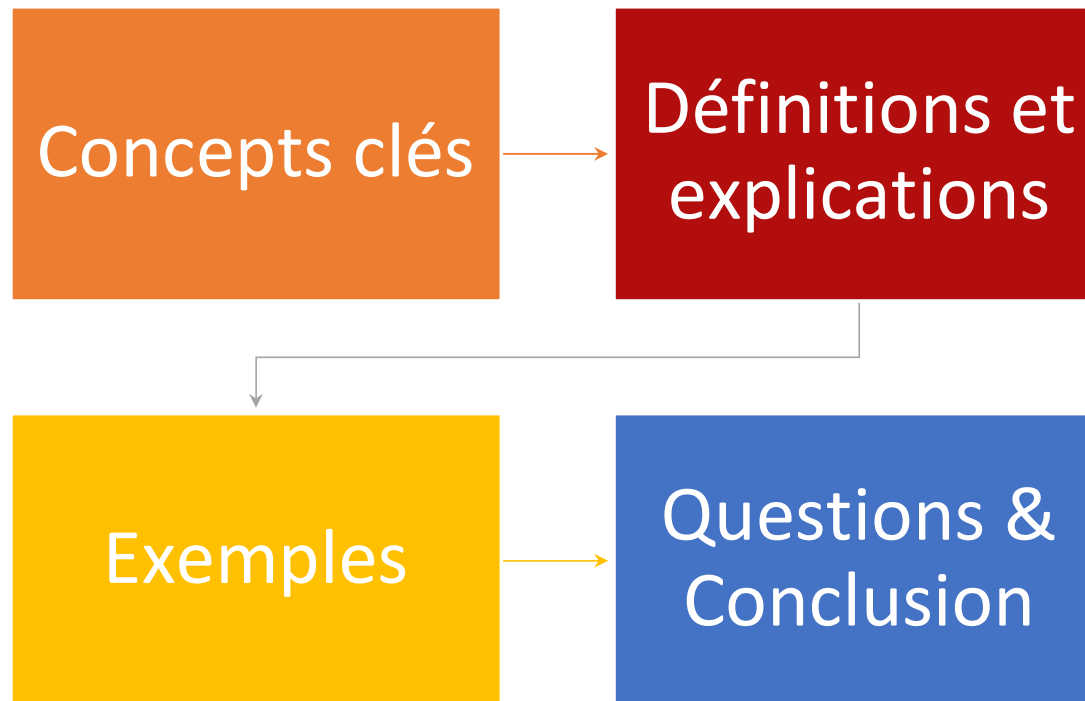 Concepts clés
Définitions et
explications
Exemples
Questions &
Conclusion